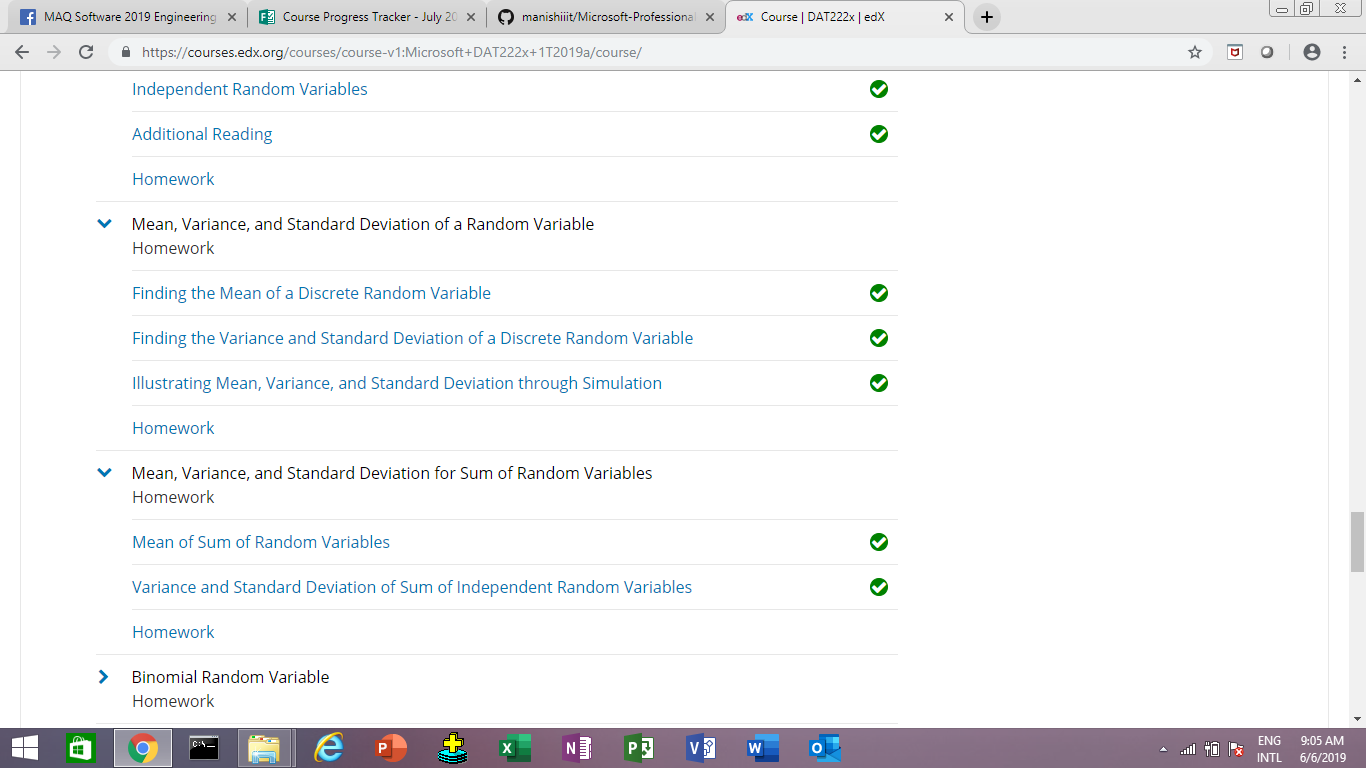 MAQ Software 2019 Engineering
Course Progress Tracker - July 20
manishiiit/Microsoft-Professional
edX
Course | DAT222x | edX
https://courses.edx.org/courses/course-v1:Microsoft+DAT222x+1T2019a/course/
Independent Random Variables
Additional Reading
Homework
Mean, Variance, and Standard Deviation of a Random Variable
Homework
Finding the Mean of a Discrete Random Variable
Finding the Variance and Standard Deviation of a Discrete Random Variable
Illustrating Mean, Variance, and Standard Deviation through Simulation
Homework
Mean, Variance, and Standard Deviation for Sum of Random Variables
Homework
Mean of Sum of Random Variables
Variance and Standard Deviation of Sum of Independent Random Variables
Homework
Binomial Random Variable
Homework
ENG
INTL
9:05 AM
6/6/2019